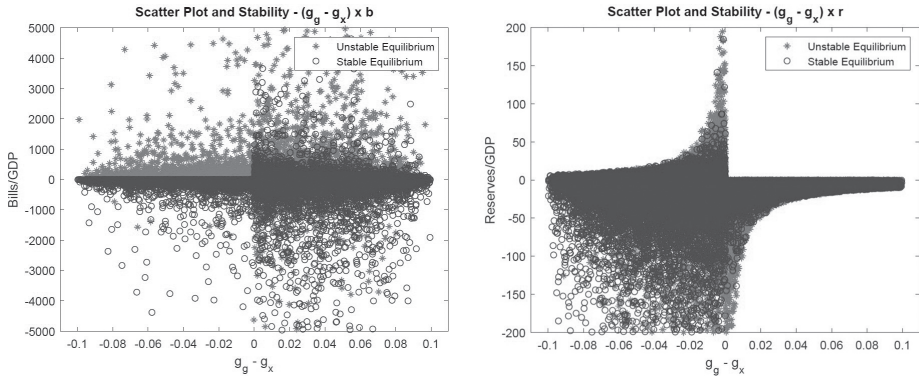 Scatter Plot and Stability - (g_g - g_x) x b
5000
4000
3000
2000
1000
0
-1000
-2000
-3000
-4000
-5000
Bills/GDP
Unstable Equilibrium
Stable Equilibrium
-0.1 -0.08 -0.06 -0.04 -0.02 0 0.02 0.04 0.06 0.08 0.1
g_g - g_x
Scatter Plot and Stability - (g_g - g_x) x r
200
150
100
50
0
-50
-100
-150
-200
Reserves/GDP
Unstable Equilibrium
Stable Equilibrium
-0.1 -0.08 -0.06 -0.04 -0.02 0 0.02 0.04 0.06 0.08 0.1
g_g - g_x